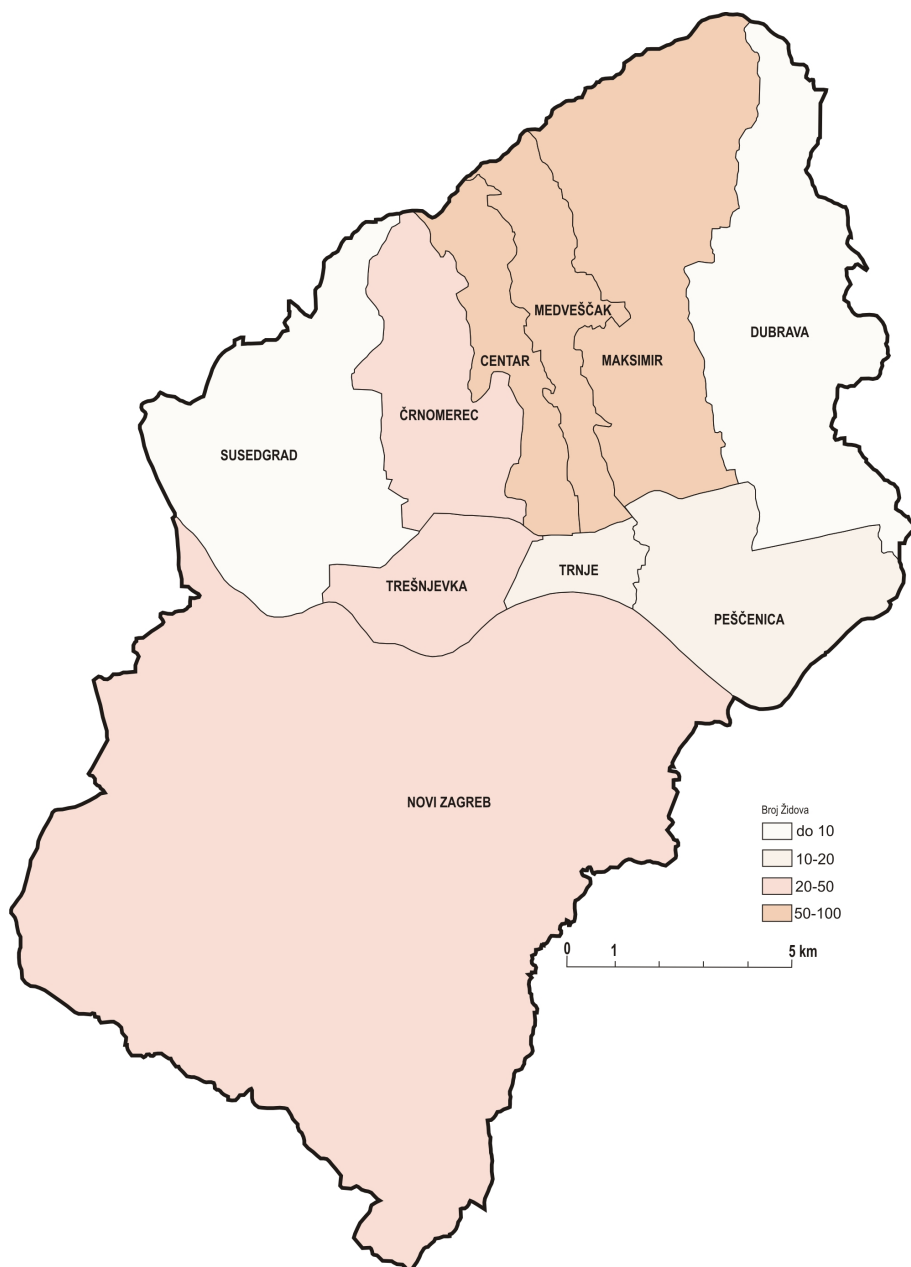 MEDVEŠČAK
DUBRAVA
CENTAR
MAKSIMIR
ČRNOMEREC
SUSEDGRAD
TRNJE
TREŠNJEVKA
PEŠČENICA
NOVI ZAGREB
Broj Židova
do 10
10-20
20-50
50-100
0 1 5 km